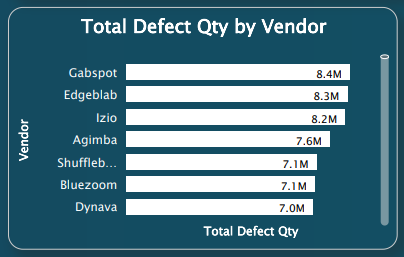 Total Defect Qty by Vendor
Vendor
Gabspot 8.4M
Edgeblab 8.3M
Izio 8.2M
Agimba 7.6M
Shuffleb... 7.1M
Bluezoom 7.1M
Dynava 7.0M
Total Defect Qty